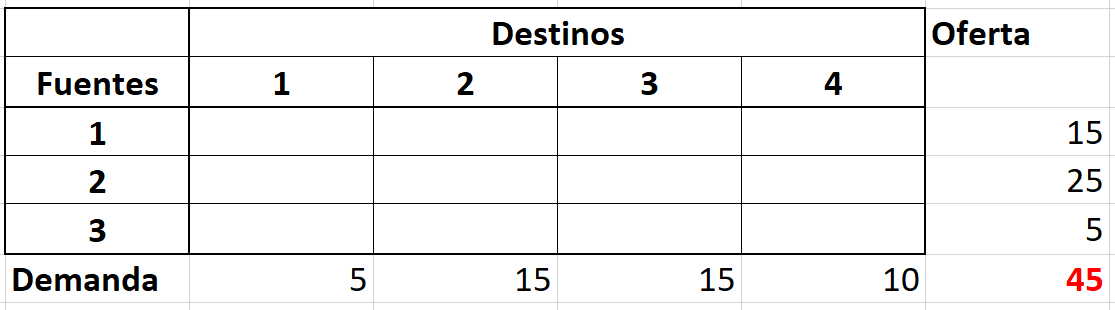 Destinos Oferta
Fuentes 1 2 3 4
1 15
2 25
3 5
Demanda 5 15 15 10 45